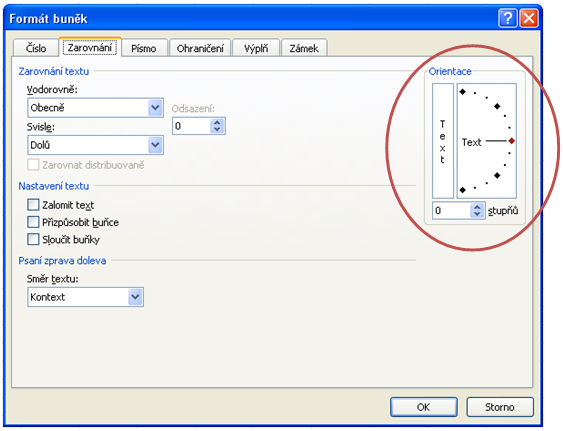 Formát buněk
Číslo Zarovnání Písmo Ohraničení Výplň Zámek
Zarovnání textu
Vodorovně:
Obecně
Odsazení:
Svisle:
0
Dolů
Zarovnat distribuovaně
Nastavení textu
Zalomit text
Přizpůsobit buňce
Sloučit buňky
Psaní zprava doleva
Směr textu:
Kontext
Orientace
T
e
x
t
Text
0 stupňů
OK Storno